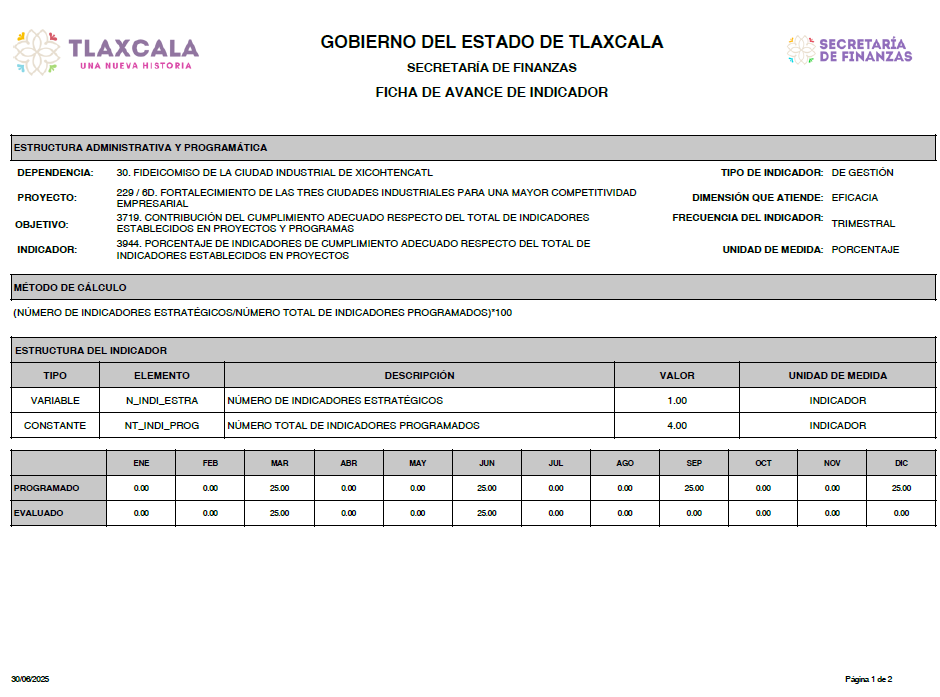 TLAXCALA
UNA NUEVA HISTORIA
GOBIERNO DEL ESTADO DE TLAXCALA
SECRETARÍA DE FINANZAS
FICHA DE AVANCE DE INDICADOR
SECRETARÍA
DE FINANZAS
ESTRUCTURA ADMINISTRATIVA Y PROGRAMÁTICA
DEPENDENCIA: 30. FIDEICOMISO DE LA CIUDAD INDUSTRIAL DE XICOHTENCATL TIPO DE INDICADOR: DE GESTIÓN
PROYECTO: 229 / 6D. FORTALECIMIENTO DE LAS TRES CIUDADES INDUSTRIALES PARA UNA MAYOR COMPETITIVIDAD
EMPRESARIAL DIMENSIÓN QUE ATIENDE: EFICACIA
OBJETIVO: 3719. CONTRIBUCIÓN DEL CUMPLIMIENTO ADECUADO RESPECTO DEL TOTAL DE INDICADORES
ESTABLECIDOS EN PROYECTOS Y PROGRAMAS FRECUENCIA DEL INDICADOR: TRIMESTRAL
INDICADOR: 3944. PORCENTAJE DE INDICADORES DE CUMPLIMIENTO ADECUADO RESPECTO DEL TOTAL DE
INDICADORES ESTABLECIDOS EN PROYECTOS UNIDAD DE MEDIDA: PORCENTAJE
MÉTODO DE CÁLCULO
(NÚMERO DE INDICADORES ESTRATÉGICOS/NÚMERO TOTAL DE INDICADORES PROGRAMADOS)*100
ESTRUCTURA DEL INDICADOR
TIPO ELEMENTO DESCRIPCIÓN VALOR UNIDAD DE MEDIDA
VARIABLE N_INDI_ESTRA NÚMERO DE INDICADORES ESTRATÉGICOS 1.00 INDICADOR
CONSTANTE NT_INDI_PROG NÚMERO TOTAL DE INDICADORES PROGRAMADOS 4.00 INDICADOR
ENE FEB MAR ABR MAY JUN JUL AGO SEP OCT NOV DIC
PROGRAMADO 0.00 0.00 25.00 0.00 0.00 25.00 0.00 0.00 25.00 0.00 0.00 25.00
EVALUADO 0.00 0.00 25.00 0.00 0.00 25.00 0.00 0.00 0.00 0.00 0.00 0.00
30/06/2025 Página 1 de 2